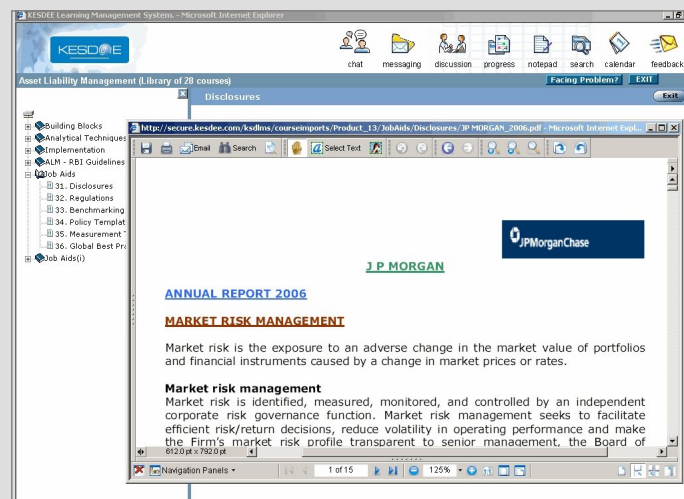 KESDEE Learning Management System. - Microsoft Internet Explorer
KESDEE
chat messaging discussion progress notepad search calendar feedback
Asset Liability Management (Library of 28 courses) Facing Problem? EXIT
Disclosures Exit
Building Blocks
Analytical Techniques
Implementation
ALM - RBI Guidelines
Job Aids
31. Disclosures
32. Regulations
33. Benchmarking
34. Policy Templat
35. Measurement T
36. Global Best Pra
Job Aids(i)
http://secure.kesdee.com/ksdlms/courseimports/Product_13/JobAids/Disclosures/JP MORGAN_2006.pdf - Microsoft Internet Expl...
Email Search Select Text
JPMorganChase
J P MORGAN
ANNUAL REPORT 2006
MARKET RISK MANAGEMENT
Market risk is the exposure to an adverse change in the market value of portfolios
and financial instruments caused by a change in market prices or rates.
Market risk management
Market risk is identified, measured, monitored, and controlled by an independent
corporate risk governance function. Market risk management seeks to facilitate
efficient risk/return decisions, reduce volatility in operating performance and make
the Firm's market risk profile transparent to senior management, the Board of
612.0 pt x 792.0 pt
Navigation Panels 1 of 15 125%